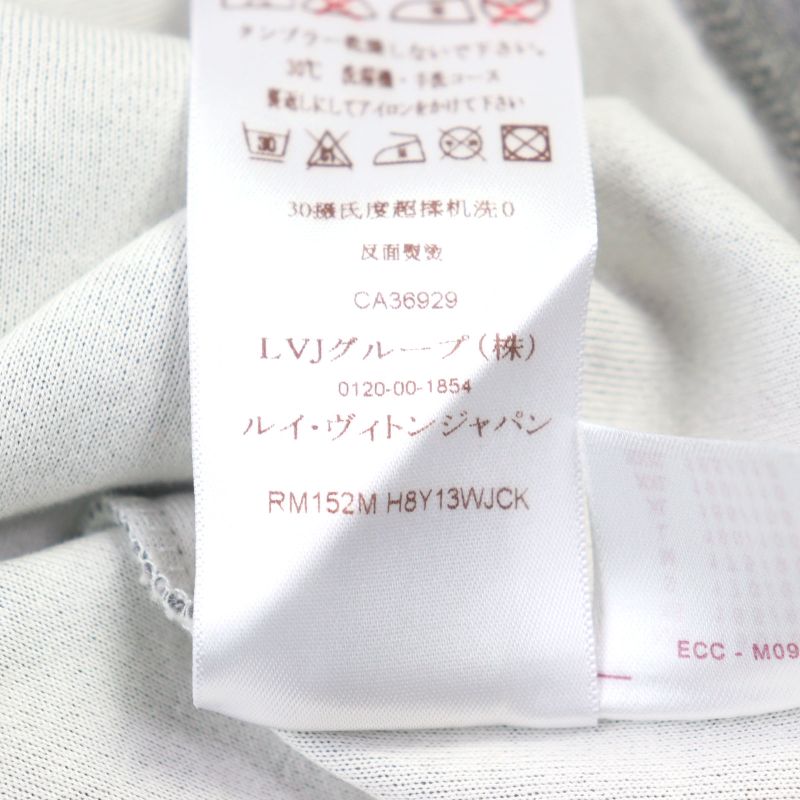 タンブラー乾燥しないで下さい。
30℃ 洗濯機・手洗コース
裏返しにしてアイロンをかけて下さい
30
30攝氏度超揉机洗0
反面熨烫
CA36929
LVJグループ(株)
0120-00-1854
ルイ・ヴィトンジャパン
RM152M H8Y13WJCK
ECC - M09